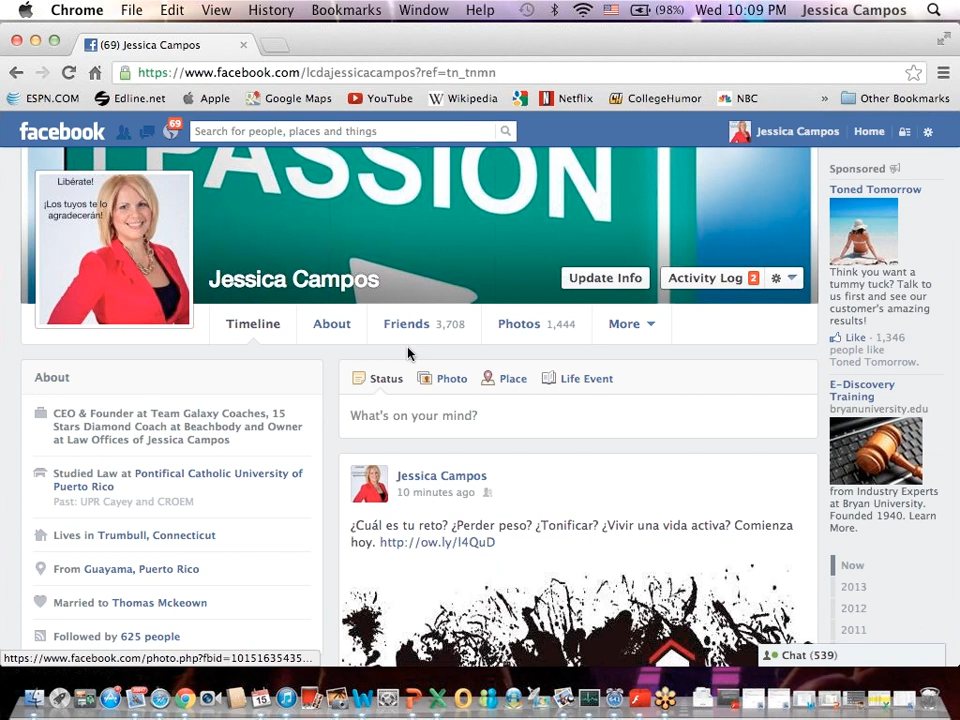 Chrome File Edit View History Bookmarks Window Help (98%) Wed 10:09 PM Jessica Campos
(69) Jessica Campos
https://www.facebook.com/lcdajessicacampos?ref=tn_tnmn
ESPN.COM Edline.net Apple Google Maps YouTube Wikipedia Netflix CollegeHumor NBC » Other Bookmarks
facebook 69 Search for people, places and things Jessica Campos Home
PASSION
Libérate!
¡Los tuyos te lo
agradecerán!
Jessica Campos
Update Info
Activity Log 2
Timeline About Friends 3,708 Photos 1,444 More
About
CEO & Founder at Team Galaxy Coaches, 15
Stars Diamond Coach at Beachbody and Owner
at Law Offices of Jessica Campos
Studied Law at Pontifical Catholic University of
Puerto Rico
Past: UPR Cayey and CROEM
Lives in Trumbull, Connecticut
From Guayama, Puerto Rico
Married to Thomas Mckeown
Followed by 625 people
https://www.facebook.com/photo.php?fbid=10151635435...
Status Photo Place Life Event
What's on your mind?
Jessica Campos
10 minutes ago
¿Cuál es tu reto? ¿Perder peso? ¿Tonificar? ¿Vivir una vida activa? Comienza
hoy. http://ow.ly/l4QuD
Sponsored
Toned Tomorrow
Think you want a
tummy tuck? Talk to
us first and see our
customer's amazing
results!
Like · 1,346
people like
Toned Tomorrow.
E-Discovery
Training
bryanuniversity.edu
from Industry Experts
at Bryan University.
Founded 1940. Learn
More.
Now
2013
2012
2011
Chat (539)